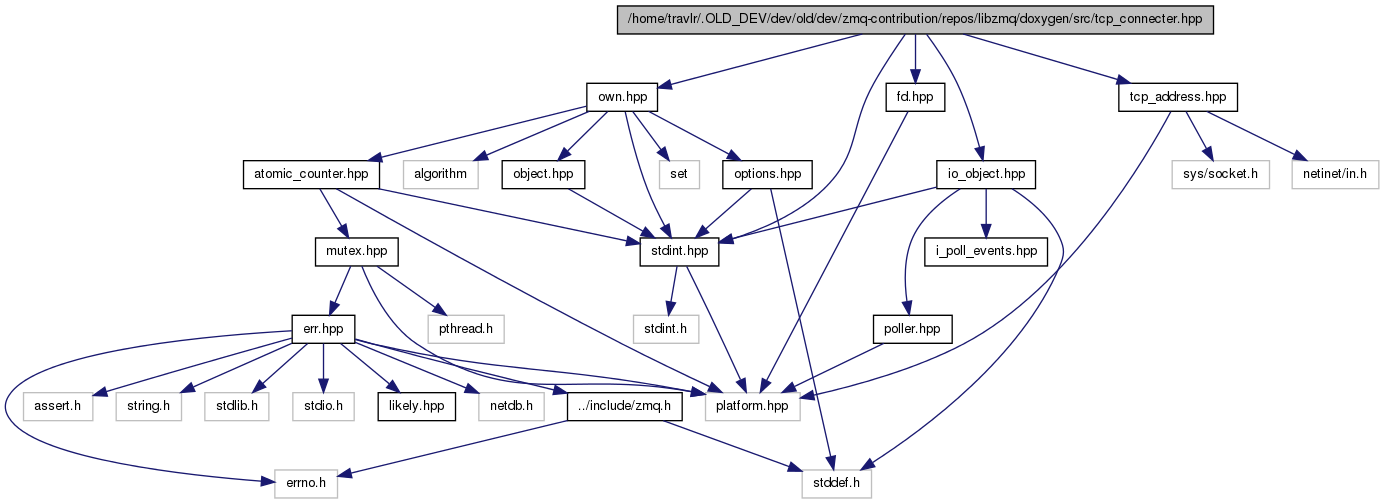 /home/travlr/.OLD_DEV/dev/old/dev/zmq-contribution/repos/libzmq/doxygen/src/tcp_connecter.hpp
own.hpp
fd.hpp
tcp_address.hpp
atomic_counter.hpp
algorithm
object.hpp
set
options.hpp
io_object.hpp
sys/socket.h
netinet/in.h
mutex.hpp
stdint.hpp
i_poll_events.hpp
err.hpp
pthread.h
stdint.h
poller.hpp
assert.h
string.h
stdlib.h
stdio.h
likely.hpp
netdb.h
../include/zmq.h
platform.hpp
errno.h
stddef.h